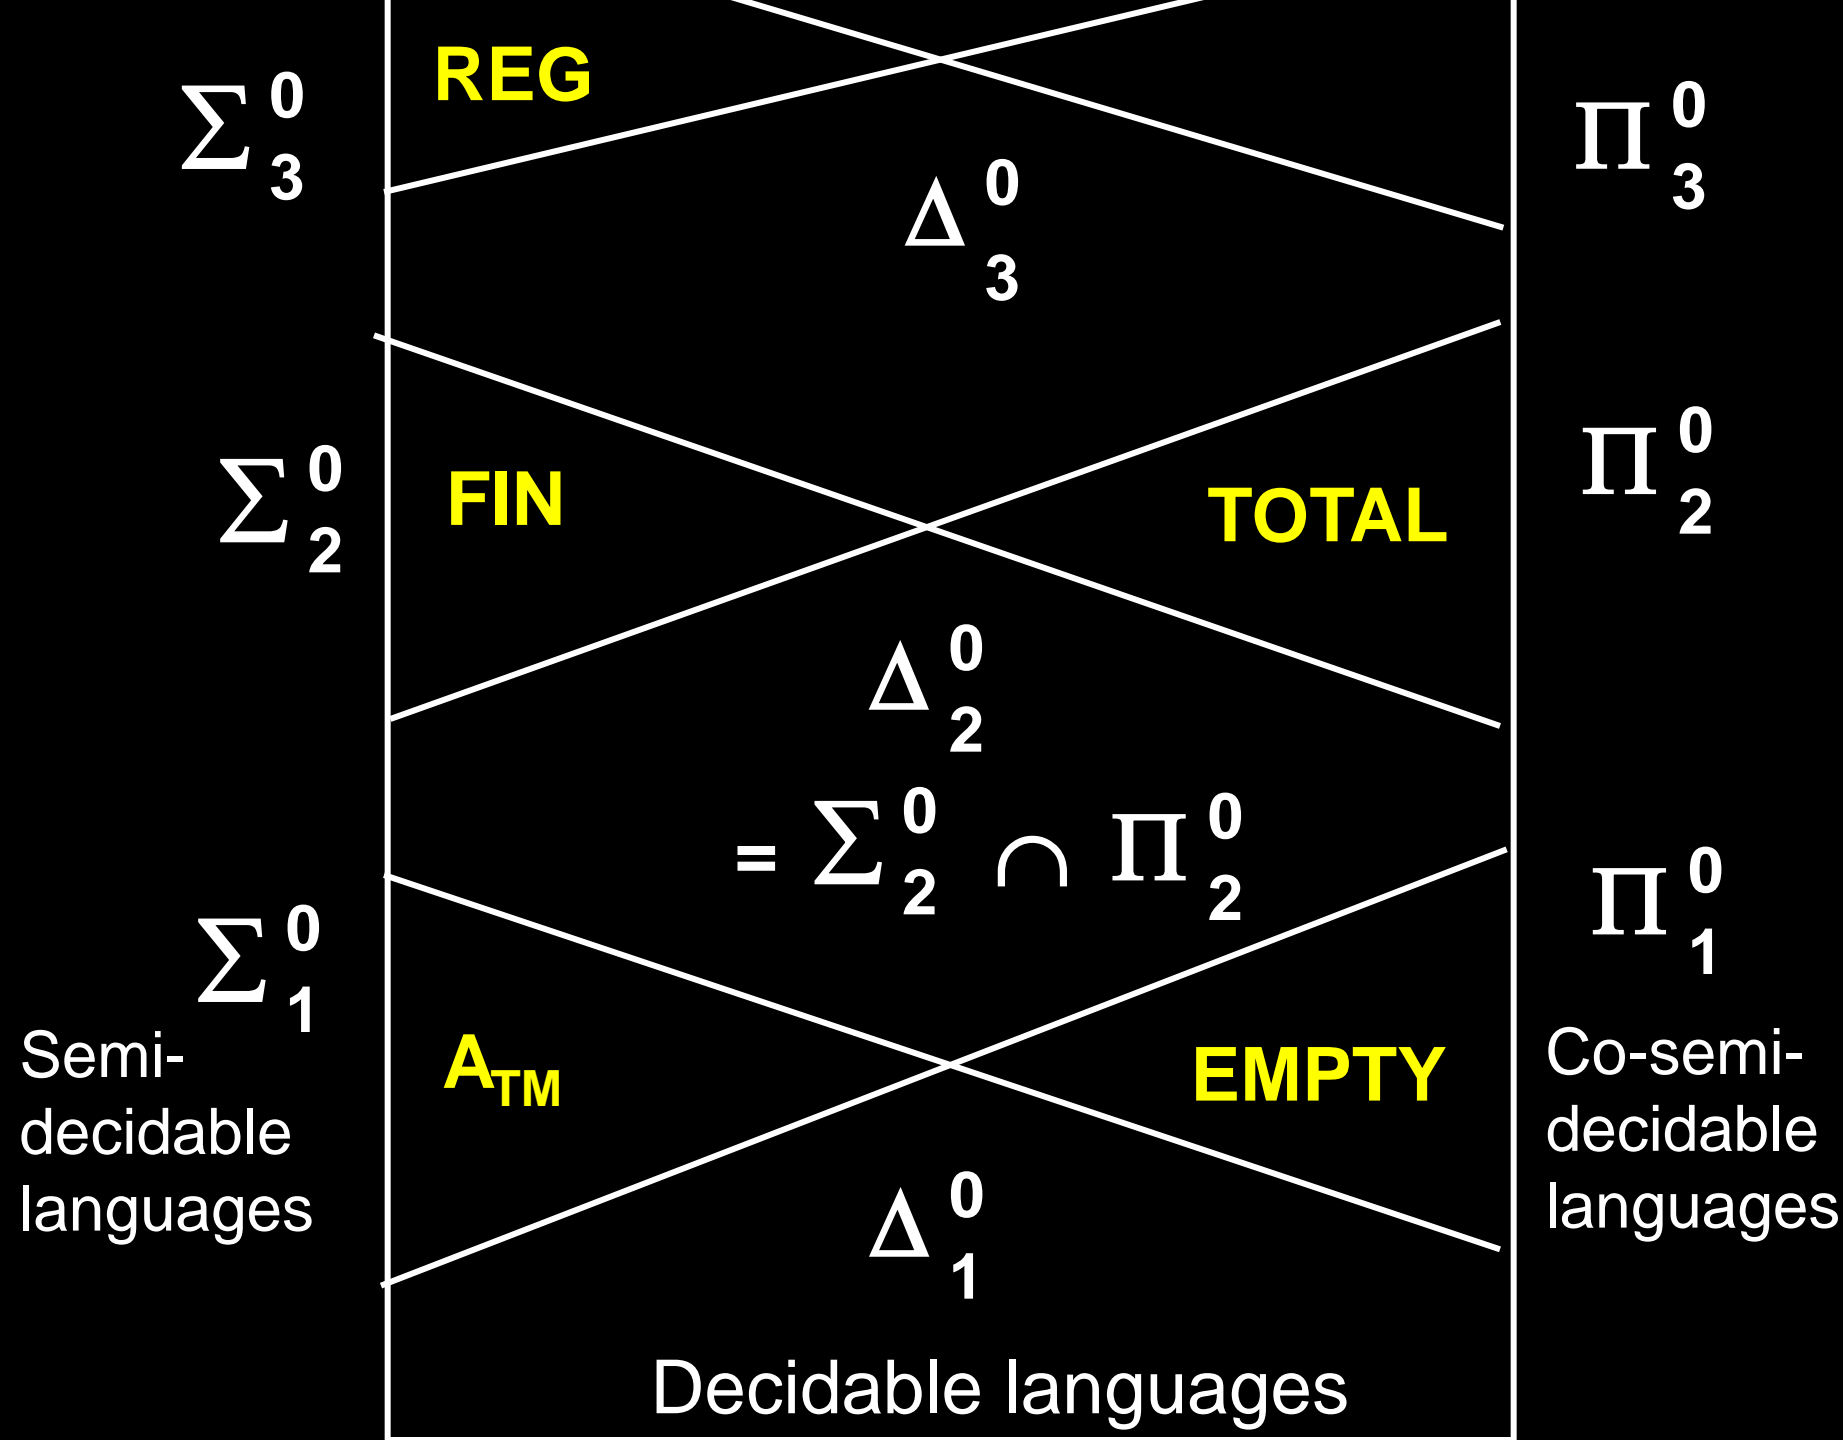 REG
Σ⁰₃
Π⁰₃
Δ⁰₃
Σ⁰₂
FIN
TOTAL
Π⁰₂
Δ⁰₂
= Σ⁰₂ ∩ Π⁰₂
Σ⁰₁
Π⁰₁
Semi-
decidable
languages
A_TM
EMPTY
Co-semi-
decidable
languages
Δ⁰₁
Decidable languages